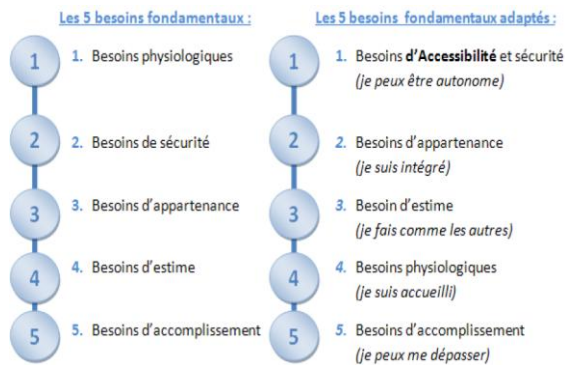 Les 5 besoins fondamentaux :
1
1. Besoins physiologiques
2
2. Besoins de sécurité
3
3. Besoins d'appartenance
4
4. Besoins d'estime
5
5. Besoins d'accomplissement
Les 5 besoins fondamentaux adaptés :
1
1. Besoins d'Accessibilité et sécurité
(je peux être autonome)
2
2. Besoins d'appartenance
(je suis intégré)
3
3. Besoin d'estime
(je fais comme les autres)
4
4. Besoins physiologiques
(je suis accueilli)
5
5. Besoins d'accomplissement
(je peux me dépasser)